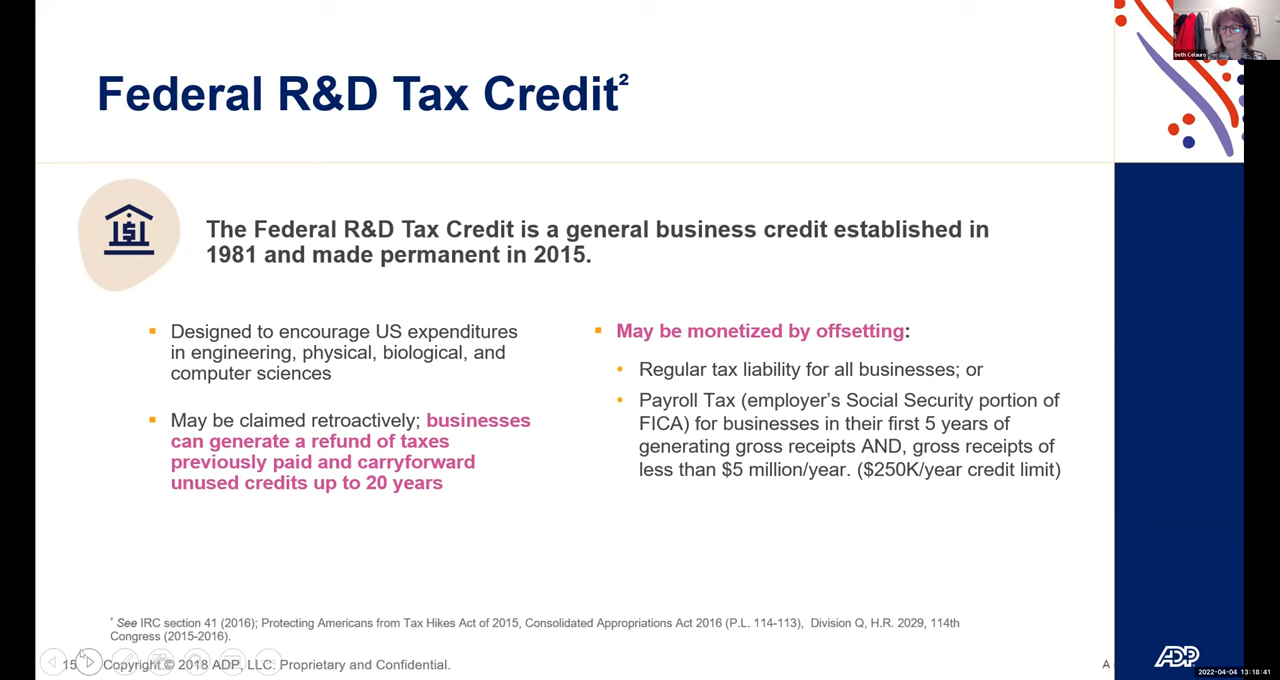 beth Celauro
Federal R&D Tax Credit²
The Federal R&D Tax Credit is a general business credit established in
1981 and made permanent in 2015.
▪ Designed to encourage US expenditures
in engineering, physical, biological, and
computer sciences
▪ May be claimed retroactively; businesses
can generate a refund of taxes
previously paid and carryforward
unused credits up to 20 years
▪ May be monetized by offsetting:
• Regular tax liability for all businesses; or
• Payroll Tax (employer’s Social Security portion of
FICA) for businesses in their first 5 years of
generating gross receipts AND, gross receipts of
less than $5 million/year. ($250K/year credit limit)
² See IRC section 41 (2016); Protecting Americans from Tax Hikes Act of 2015, Consolidated Appropriations Act 2016 (P.L. 114-113), Division Q, H.R. 2029, 114th
Congress (2015-2016).
15 Copyright © 2018 ADP, LLC. Proprietary and Confidential.
A
ADP
2022-04-04 13:18:41